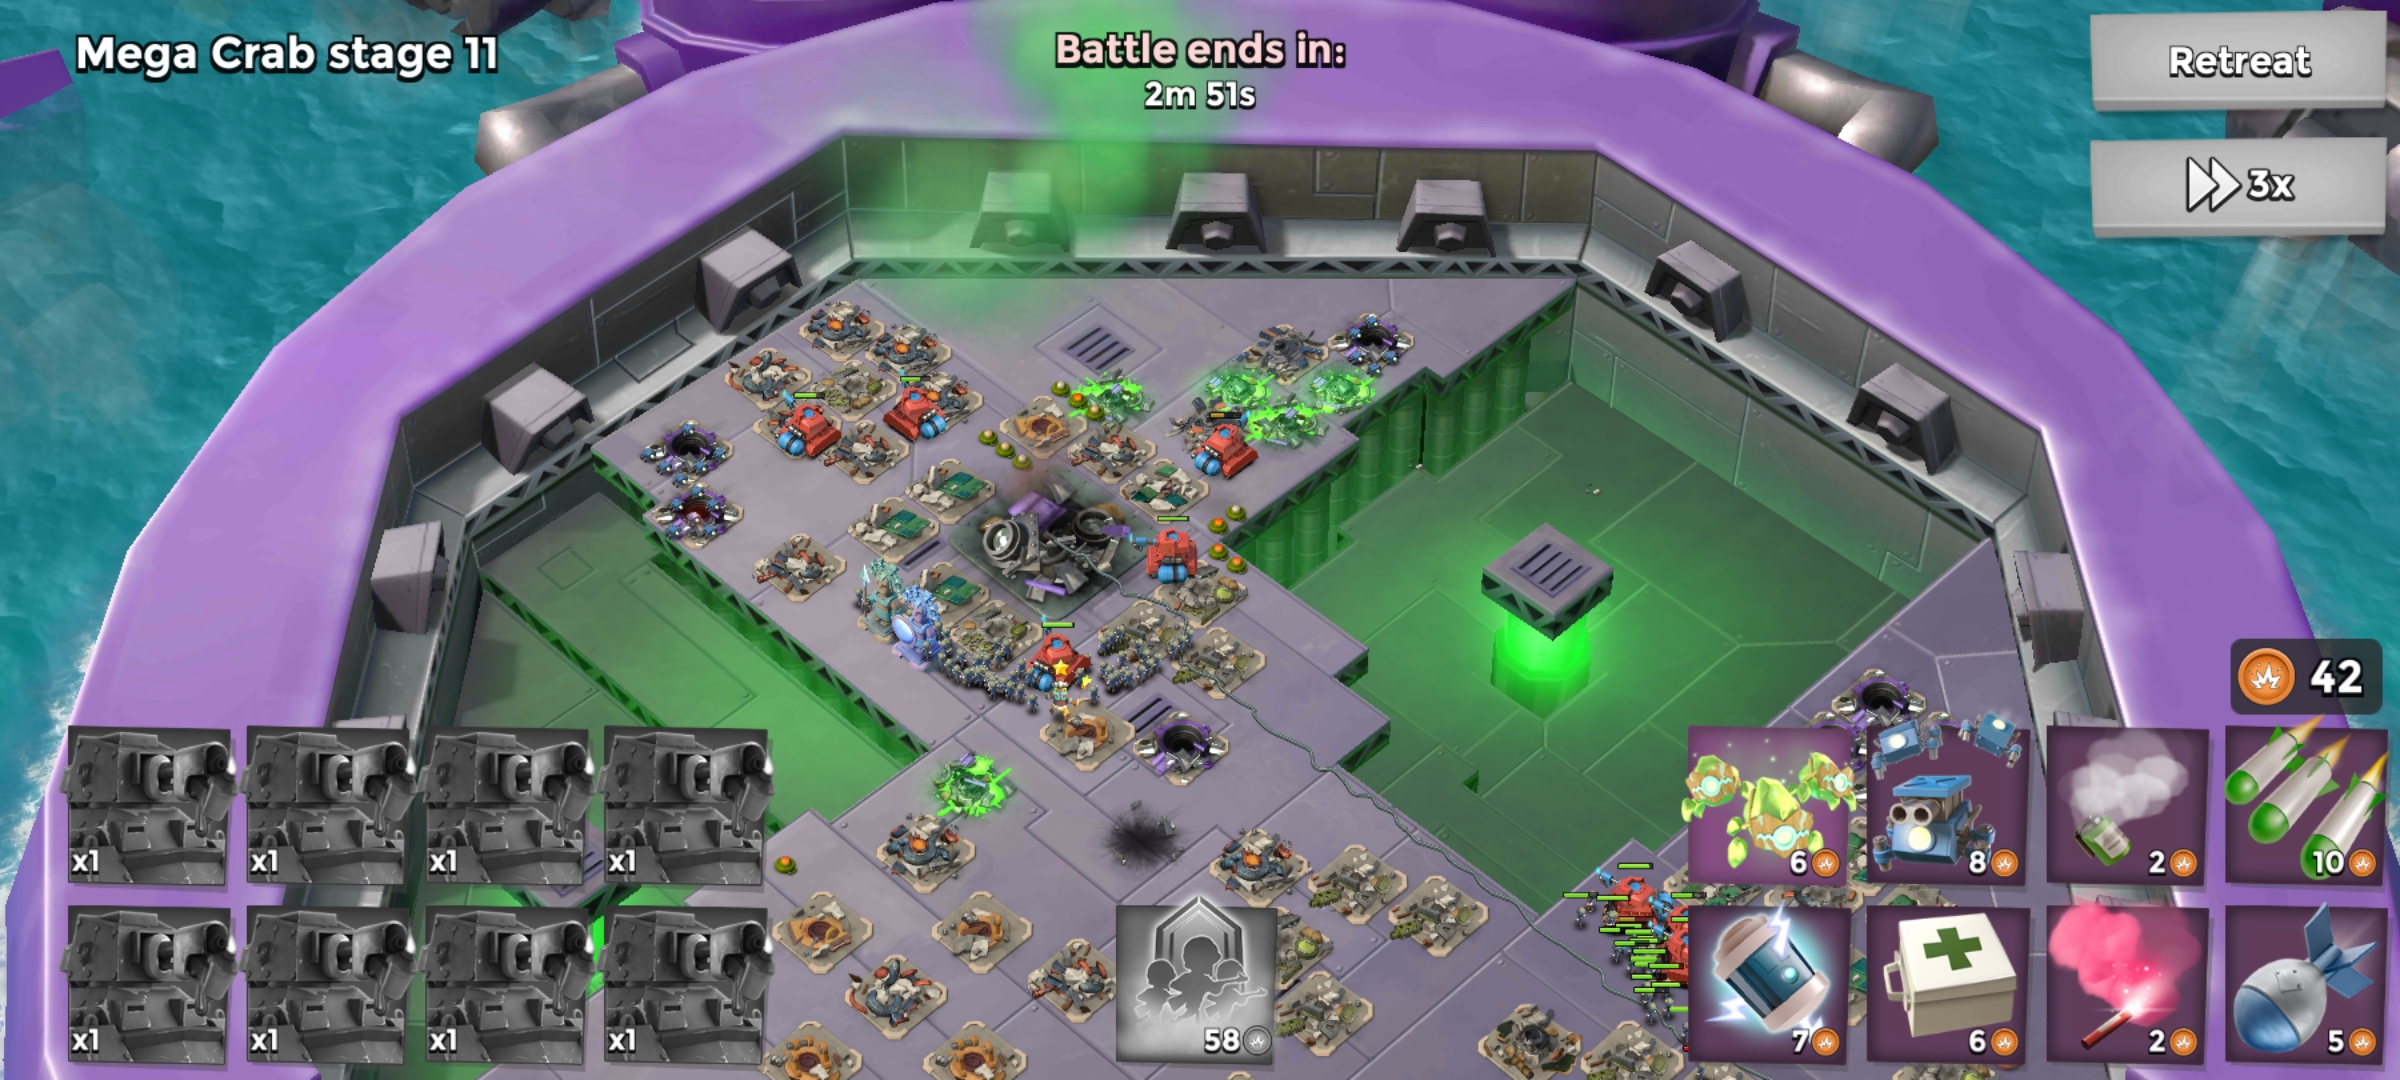 Mega Crab stage 11
Battle ends in:
2m 51s
Retreat
3x
42
x1
x1
x1
x1
6
8
2
10
x1
x1
x1
x1
58
7
6
2
5